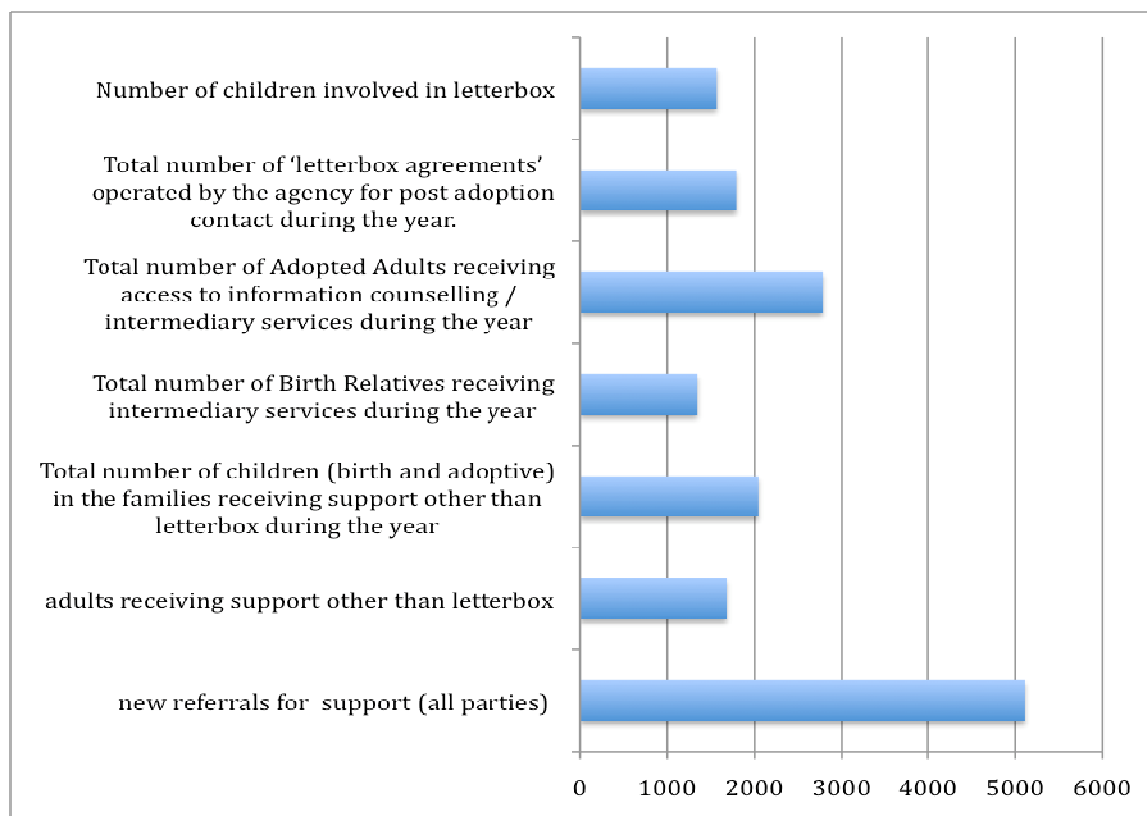 Number of children involved in letterbox
Total number of ‘letterbox agreements’
operated by the agency for post adoption
contact during the year.
Total number of Adopted Adults receiving
access to information counselling /
intermediary services during the year
Total number of Birth Relatives receiving
intermediary services during the year
Total number of children (birth and adoptive)
in the families receiving support other than
letterbox during the year
adults receiving support other than letterbox
new referrals for support (all parties)
0 1000 2000 3000 4000 5000 6000